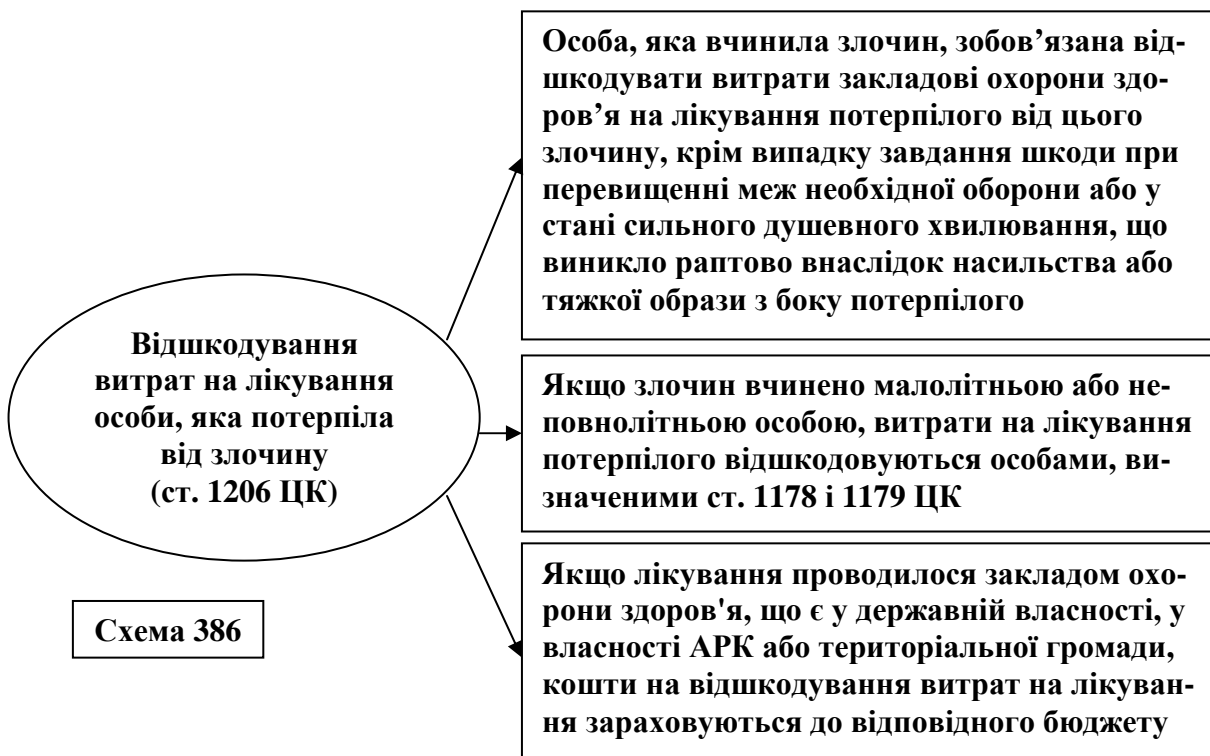 Особа, яка вчинила злочин, зобов’язана від-
шкодувати витрати закладові охорони здо-
ров’я на лікування потерпілого від цього
злочину, крім випадку завдання шкоди при
перевищенні меж необхідної оборони або у
стані сильного душевного хвилювання, що
виникло раптово внаслідок насильства або
тяжкої образи з боку потерпілого
Відшкодування
витрат на лікування
особи, яка потерпіла
від злочину
(ст. 1206 ЦК)
Якщо злочин вчинено малолітньою або не-
повнолітньою особою, витрати на лікування
потерпілого відшкодовуються особами, ви-
значеними ст. 1178 і 1179 ЦК
Якщо лікування проводилося закладом охо-
рони здоров'я, що є у державній власності, у
власності АРК або територіальної громади,
кошти на відшкодування витрат на лікуван-
ня зараховуються до відповідного бюджету
Схема 386